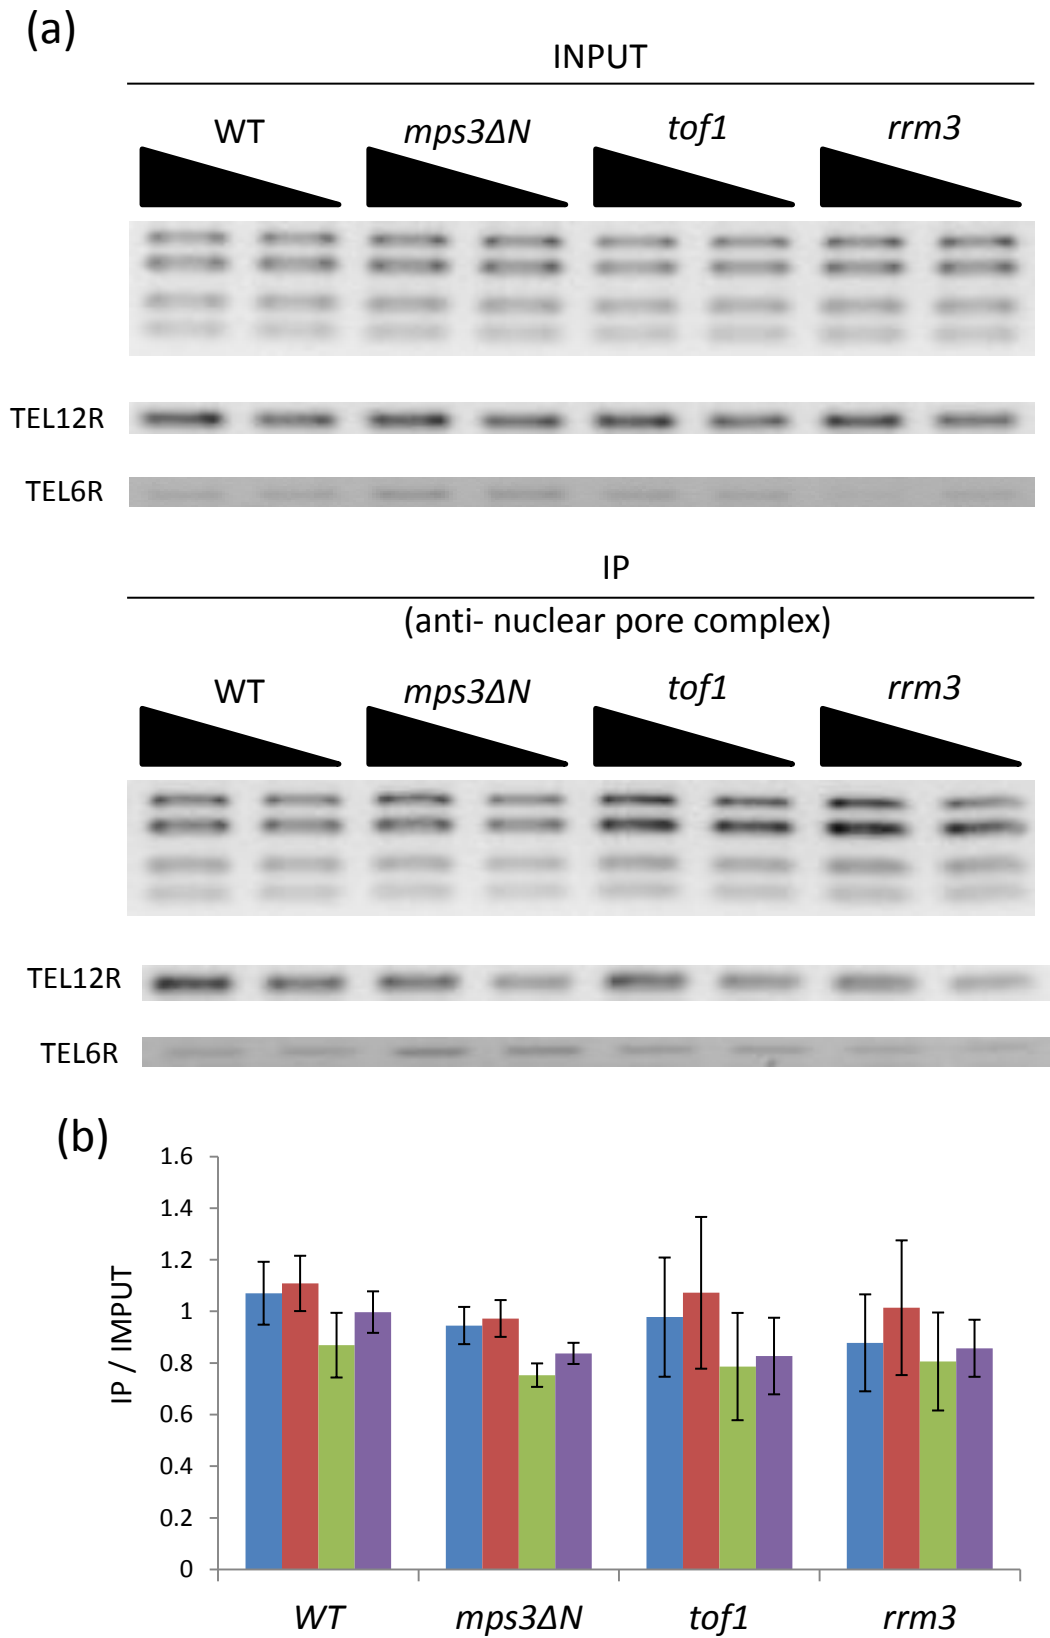 (a)
INPUT
WT mps3ΔN tof1 rrm3
TEL12R
TEL6R
IP
(anti- nuclear pore complex)
WT mps3ΔN tof1 rrm3
TEL12R
TEL6R
(b)
IP / IMPUT
1.6
1.4
1.2
1
0.8
0.6
0.4
0.2
0
WT mps3ΔN tof1 rrm3